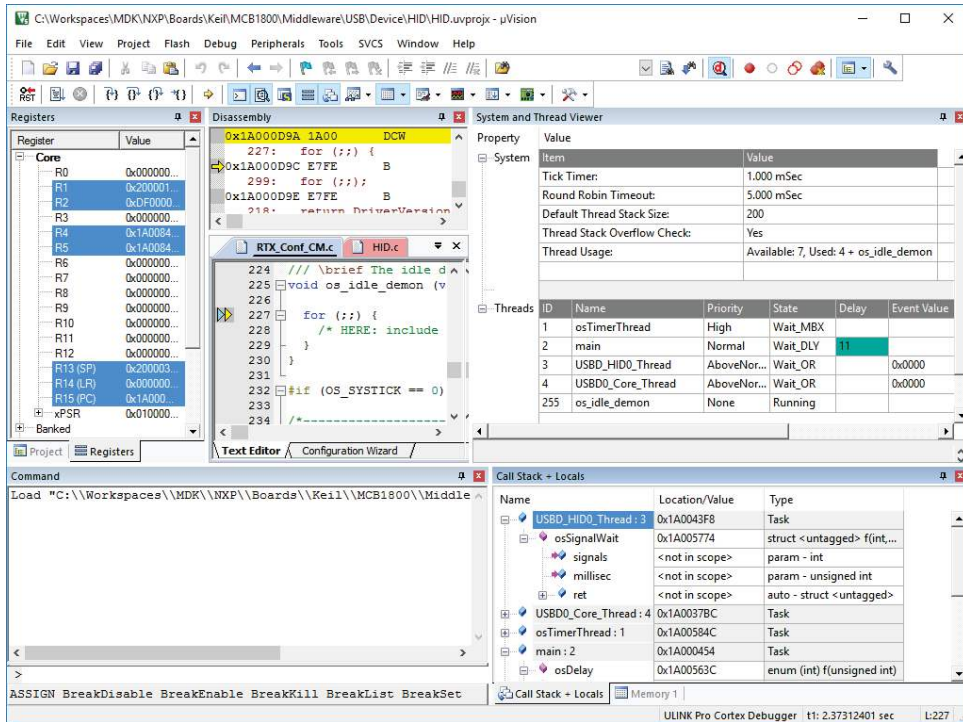 C:\Workspaces\MDK\NXP\Boards\Keil\MCB1800\Middleware\USB\Device\HID\HID.uvprojx - µVision
File Edit View Project Flash Debug Peripherals Tools SVCS Window Help
RST
Registers
Register Value
Core
R0 0x000000...
R1 0x200001...
R2 0xDF0000...
R3 0x000000...
R4 0x1A0084...
R5 0x1A0084...
R6 0x000000...
R7 0x000000...
R8 0x000000...
R9 0x000000...
R10 0x000000...
R11 0x000000...
R12 0x000000...
R13 (SP) 0x200003...
R14 (LR) 0x000000...
R15 (PC) 0x1A000...
xPSR 0x010000...
Banked
Project Registers
Disassembly
0x1A000D9A 1A00 DCW
227: for (;;) {
0x1A000D9C E7FE B
299: for (;;);
0x1A000D9E E7FE B
218: return DriverVersion
RTX_Conf_CM.c HID.c
224 /// \brief The idle d
225 void os_idle_demon (v
226
227 for (;;) {
228 /* HERE: include
229 }
230 }
231
232 #if (OS_SYSTICK == 0)
233
234 /*--------------------
Text Editor Configuration Wizard
System and Thread Viewer
Property Value
System Item Value
Tick Timer: 1.000 mSec
Round Robin Timeout: 5.000 mSec
Default Thread Stack Size: 200
Thread Stack Overflow Check: Yes
Thread Usage: Available: 7, Used: 4 + os_idle_demon
Threads ID Name Priority State Delay Event Value
1 osTimerThread High Wait_MBX
2 main Normal Wait_DLY 11
3 USBD_HID0_Thread AboveNor... Wait_OR 0x0000
4 USBD0_Core_Thread AboveNor... Wait_OR 0x0000
255 os_idle_demon None Running
Command
Load "C:\\Workspaces\\MDK\\NXP\\Boards\\Keil\\MCB1800\\Middle
>
ASSIGN BreakDisable BreakEnable BreakKill BreakList BreakSet
Call Stack + Locals
Name Location/Value Type
USBD_HID0_Thread : 3 0x1A0043F8 Task
osSignalWait 0x1A005774 struct <untagged> f(int,...
signals <not in scope> param - int
millisec <not in scope> param - unsigned int
ret <not in scope> auto - struct <untagged>
USBD0_Core_Thread : 4 0x1A0037BC Task
osTimerThread : 1 0x1A00584C Task
main : 2 0x1A000454 Task
osDelay 0x1A00563C enum (int) f(unsigned int)
Call Stack + Locals Memory 1
ULINK Pro Cortex Debugger t1: 2.37312401 sec L:227